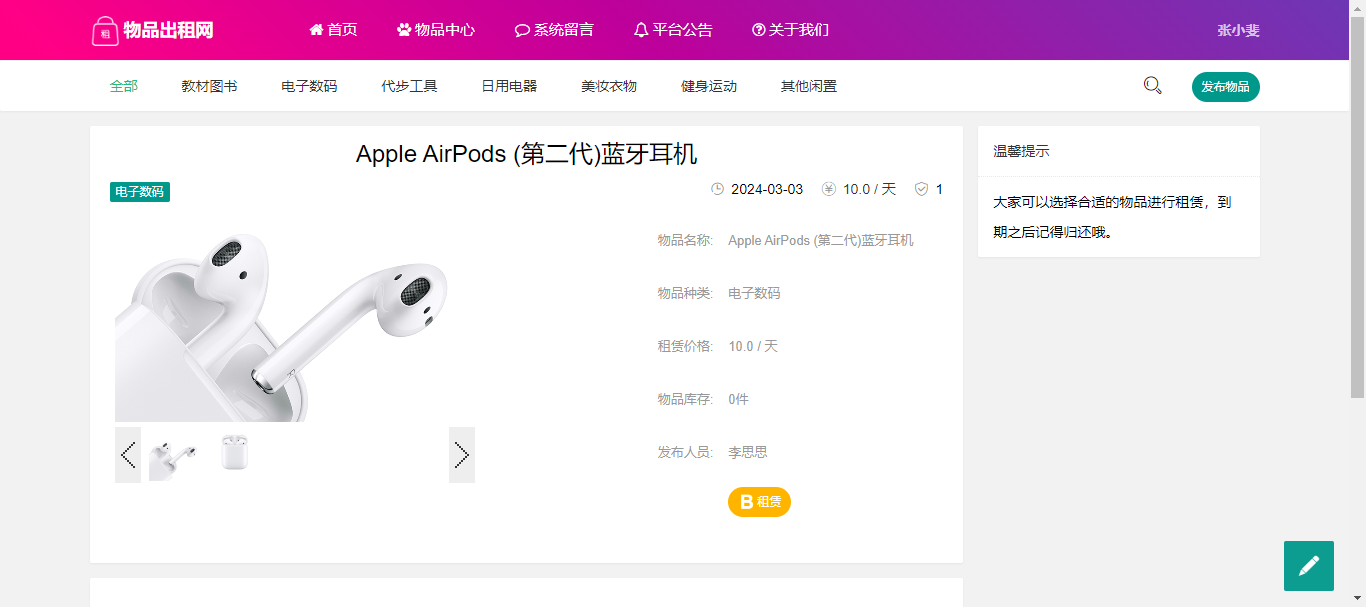 租 物品出租网 首页 物品中心 系统留言 平台公告 关于我们 张小斐
全部 教材图书 电子数码 代步工具 日用电器 美妆衣物 健身运动 其他闲置 发布物品
Apple AirPods (第二代)蓝牙耳机
电子数码 2024-03-03 ¥ 10.0 / 天 1
物品名称: Apple AirPods (第二代)蓝牙耳机
物品种类: 电子数码
租赁价格: 10.0 / 天
物品库存: 0件
发布人员: 李思思
B 租赁
温馨提示
大家可以选择合适的物品进行租赁，到
期之后记得归还哦。